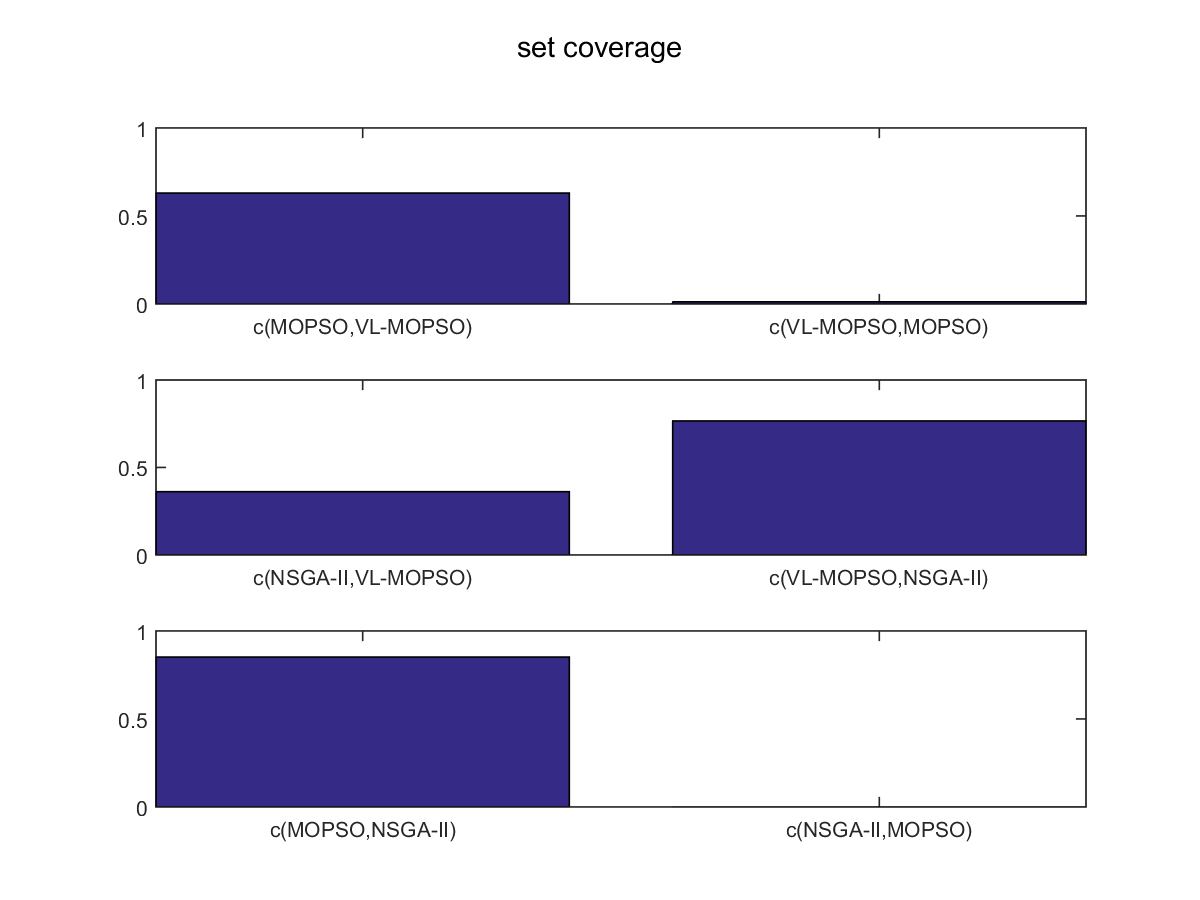 set coverage
1
0.5
0
c(MOPSO,VL-MOPSO) c(VL-MOPSO,MOPSO)
1
0.5
0
c(NSGA-II,VL-MOPSO) c(VL-MOPSO,NSGA-II)
1
0.5
0
c(MOPSO,NSGA-II) c(NSGA-II,MOPSO)